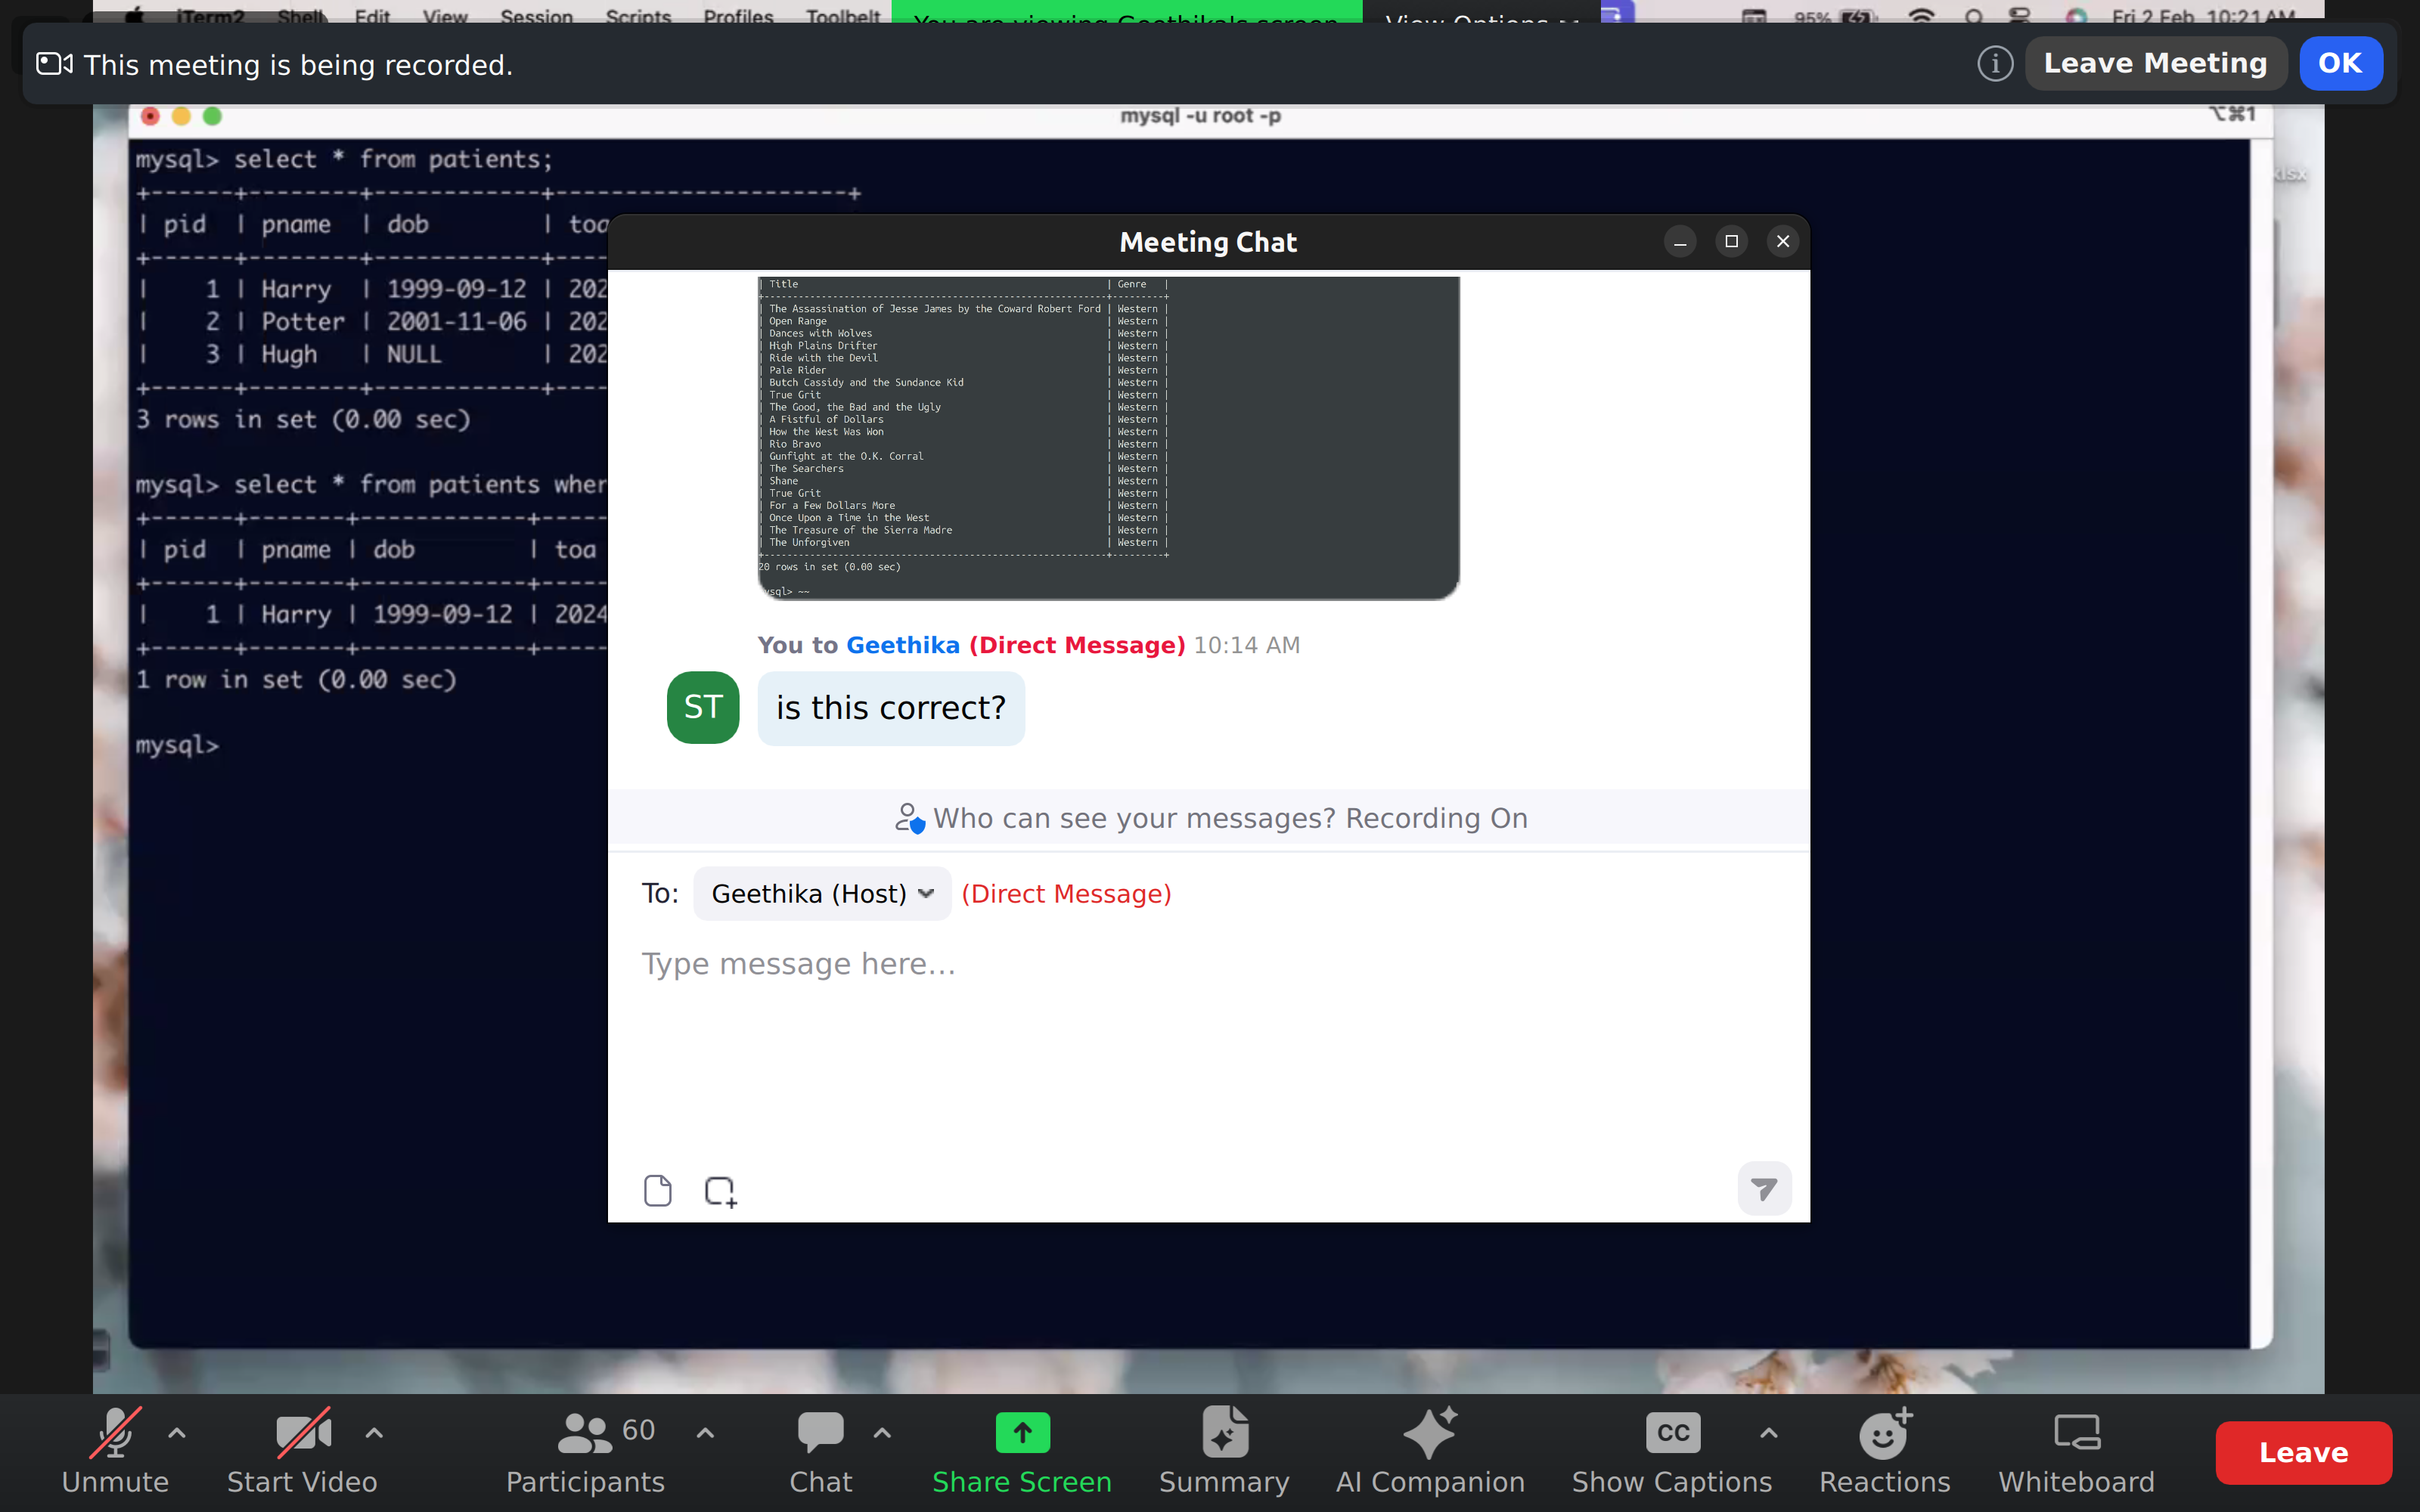 iTerm2 Shell Edit View Session Scripts Profiles Toolbelt You are viewing Geethika's screen View Options 95% Fri 2 Feb 10:21 AM
This meeting is being recorded. Leave Meeting OK
mysql -u root -p ⌥⌘1
mysql> select * from patients;
+------+--------+------------+---------------------+
| pid | pname | dob | toa
+------+--------+------------+----
| 1 | Harry | 1999-09-12 | 202
| 2 | Potter | 2001-11-06 | 202
| 3 | Hugh | NULL | 202
+------+--------+------------+----
3 rows in set (0.00 sec)
mysql> select * from patients wher
+------+-------+------------+-----
| pid | pname | dob | toa
+------+-------+------------+-----
| 1 | Harry | 1999-09-12 | 2024
+------+-------+------------+-----
1 row in set (0.00 sec)
mysql>
xlsx
Meeting Chat
| Title | Genre |
| The Assassination of Jesse James by the Coward Robert Ford | Western |
| Open Range | Western |
| Dances with Wolves | Western |
| High Plains Drifter | Western |
| Ride with the Devil | Western |
| Pale Rider | Western |
| Butch Cassidy and the Sundance Kid | Western |
| True Grit | Western |
| The Good, the Bad and the Ugly | Western |
| A Fistful of Dollars | Western |
| How the West Was Won | Western |
| Rio Bravo | Western |
| Gunfight at the O.K. Corral | Western |
| The Searchers | Western |
| Shane | Western |
| True Grit | Western |
| For a Few Dollars More | Western |
| Once Upon a Time in the West | Western |
| The Treasure of the Sierra Madre | Western |
| The Unforgiven | Western |
20 rows in set (0.00 sec)
mysql> ~~
You to Geethika (Direct Message) 10:14 AM
ST is this correct?
Who can see your messages? Recording On
To: Geethika (Host) (Direct Message)
Type message here...
60
CC
Unmute Start Video Participants Chat Share Screen Summary AI Companion Show Captions Reactions Whiteboard Leave